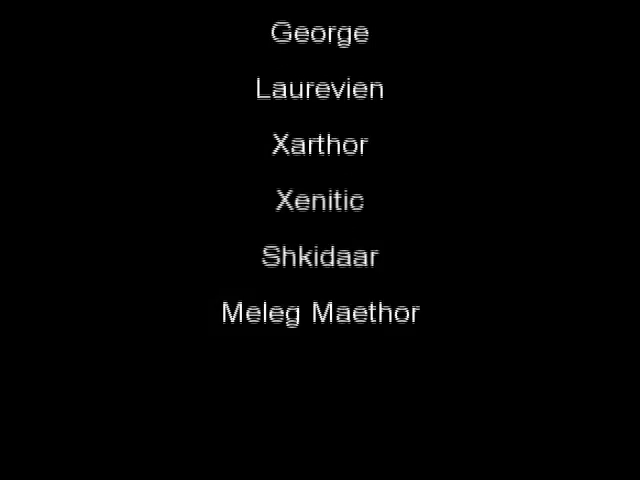 George
Laurevien
Xarthor
Xenitic
Shkidaar
Meleg Maethor